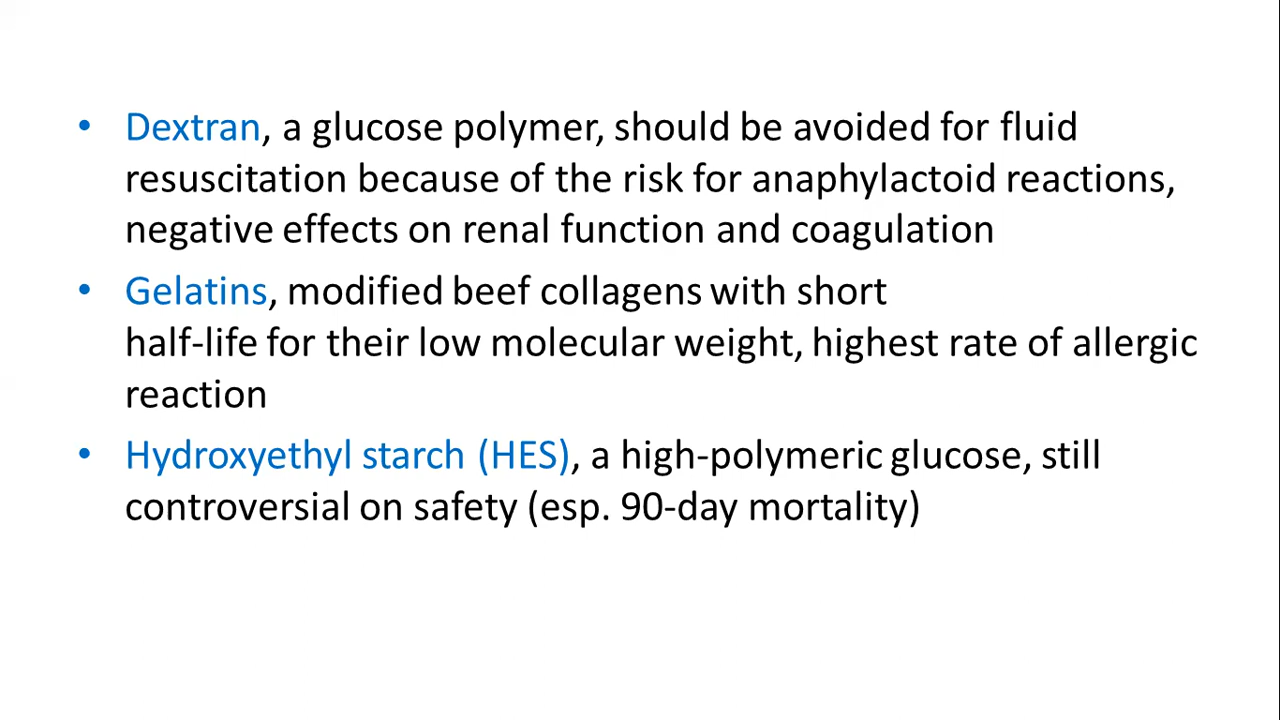 • Dextran, a glucose polymer, should be avoided for fluid
resuscitation because of the risk for anaphylactoid reactions,
negative effects on renal function and coagulation
• Gelatins, modified beef collagens with short
half-life for their low molecular weight, highest rate of allergic
reaction
• Hydroxyethyl starch (HES), a high-polymeric glucose, still
controversial on safety (esp. 90-day mortality)